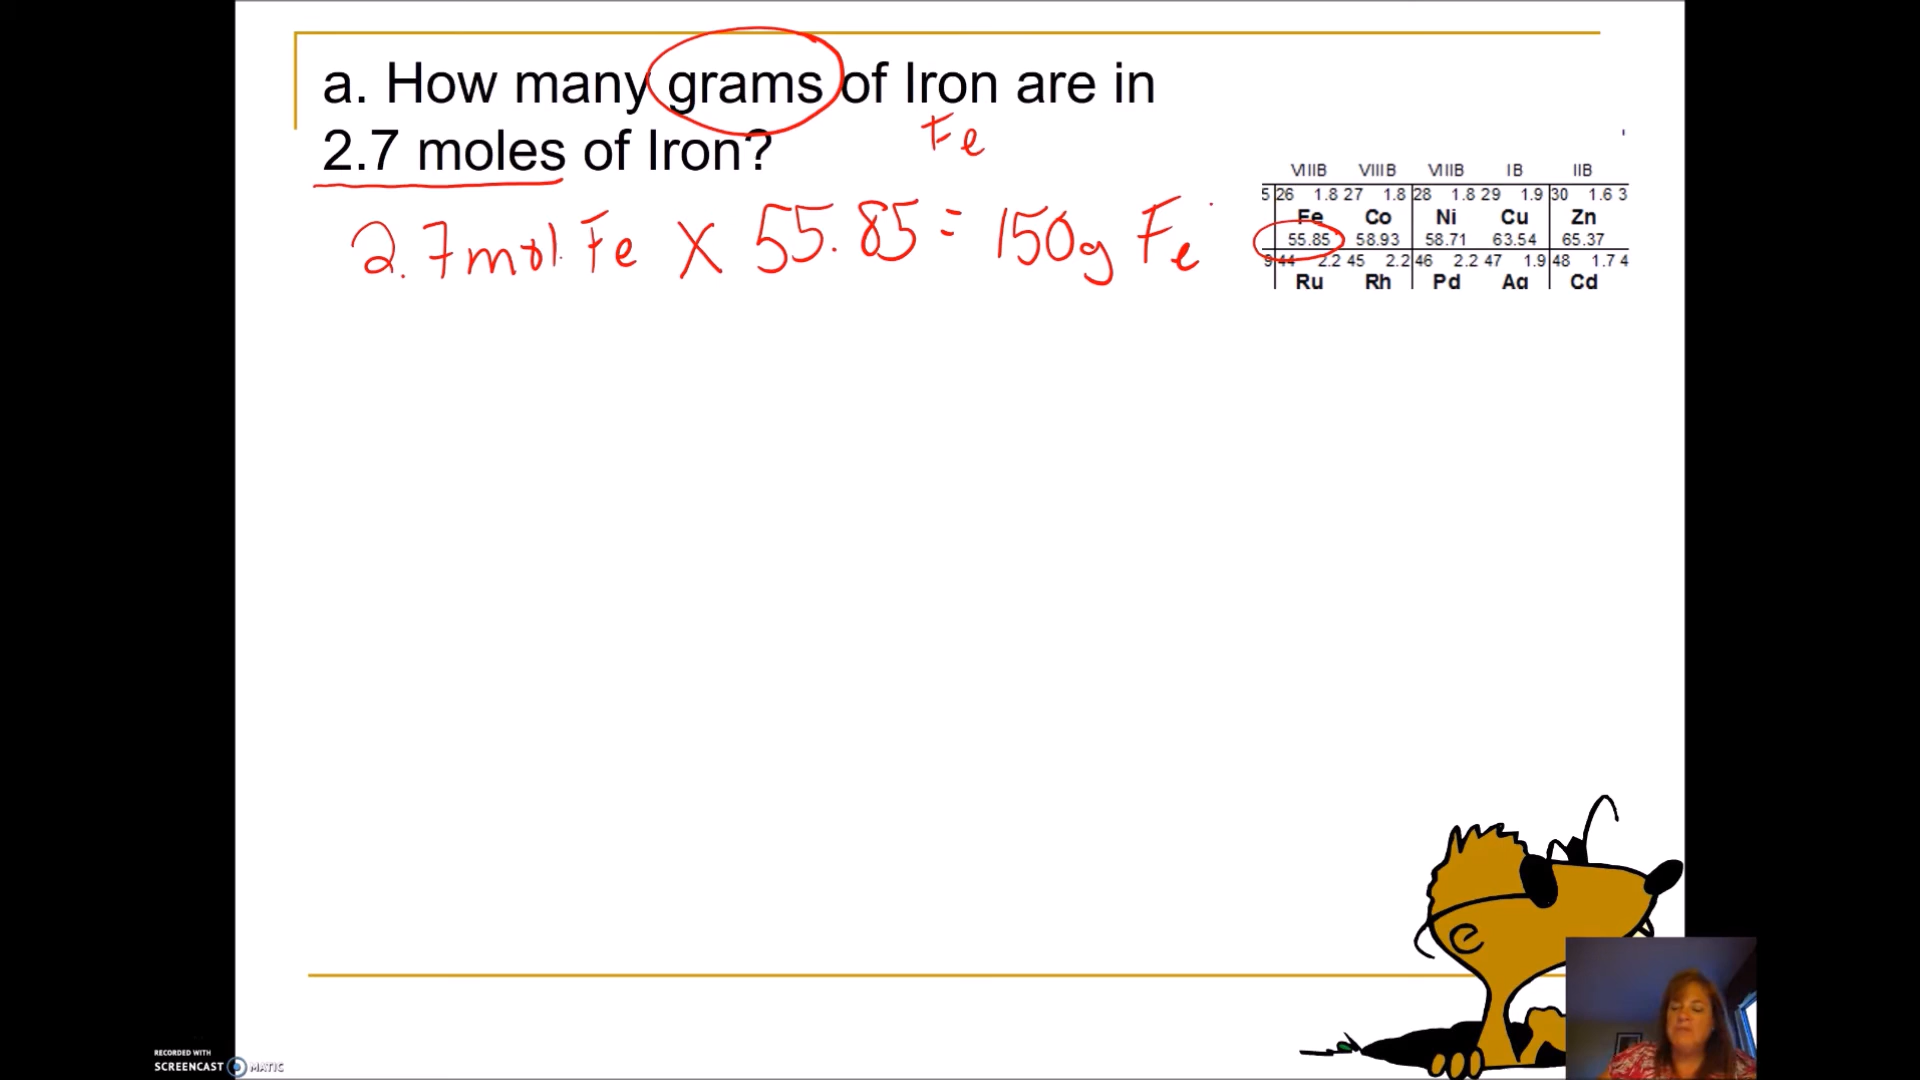 a. How many grams of Iron are in
2.7 moles of Iron?
Fe
2.7 mol. Fe X 55.85 = 150g Fe
VIIIB VIIIB VIIIB IB IIB
5 26 1.8 27 1.8 28 1.8 29 1.9 30 1.6 3
Fe Co Ni Cu Zn
55.85 58.93 58.71 63.54 65.37
9 44 2.2 45 2.2 46 2.2 47 1.9 48 1.7 4
Ru Rh Pd Ag Cd
RECORDED WITH
SCREENCAST MATIC